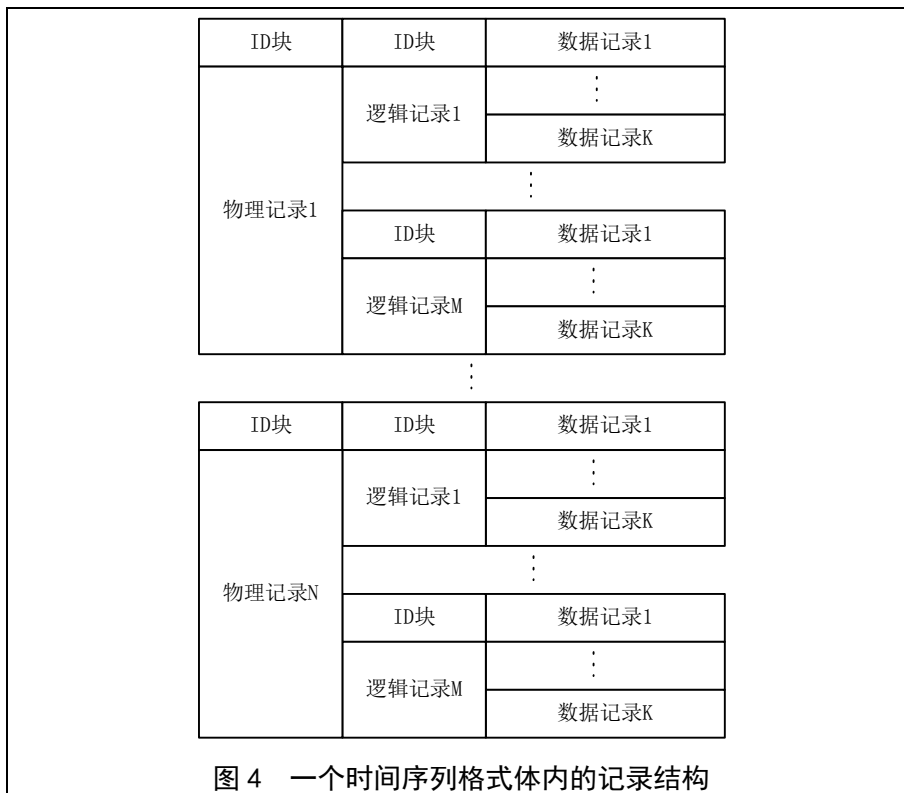 ID块 ID块 数据记录1
⋮
逻辑记录1
数据记录K
⋮
物理记录1
ID块 数据记录1
⋮
逻辑记录M
数据记录K
⋮
ID块 ID块 数据记录1
⋮
逻辑记录1
数据记录K
⋮
物理记录N
ID块 数据记录1
⋮
逻辑记录M
数据记录K
图 4 一个时间序列格式体内的记录结构